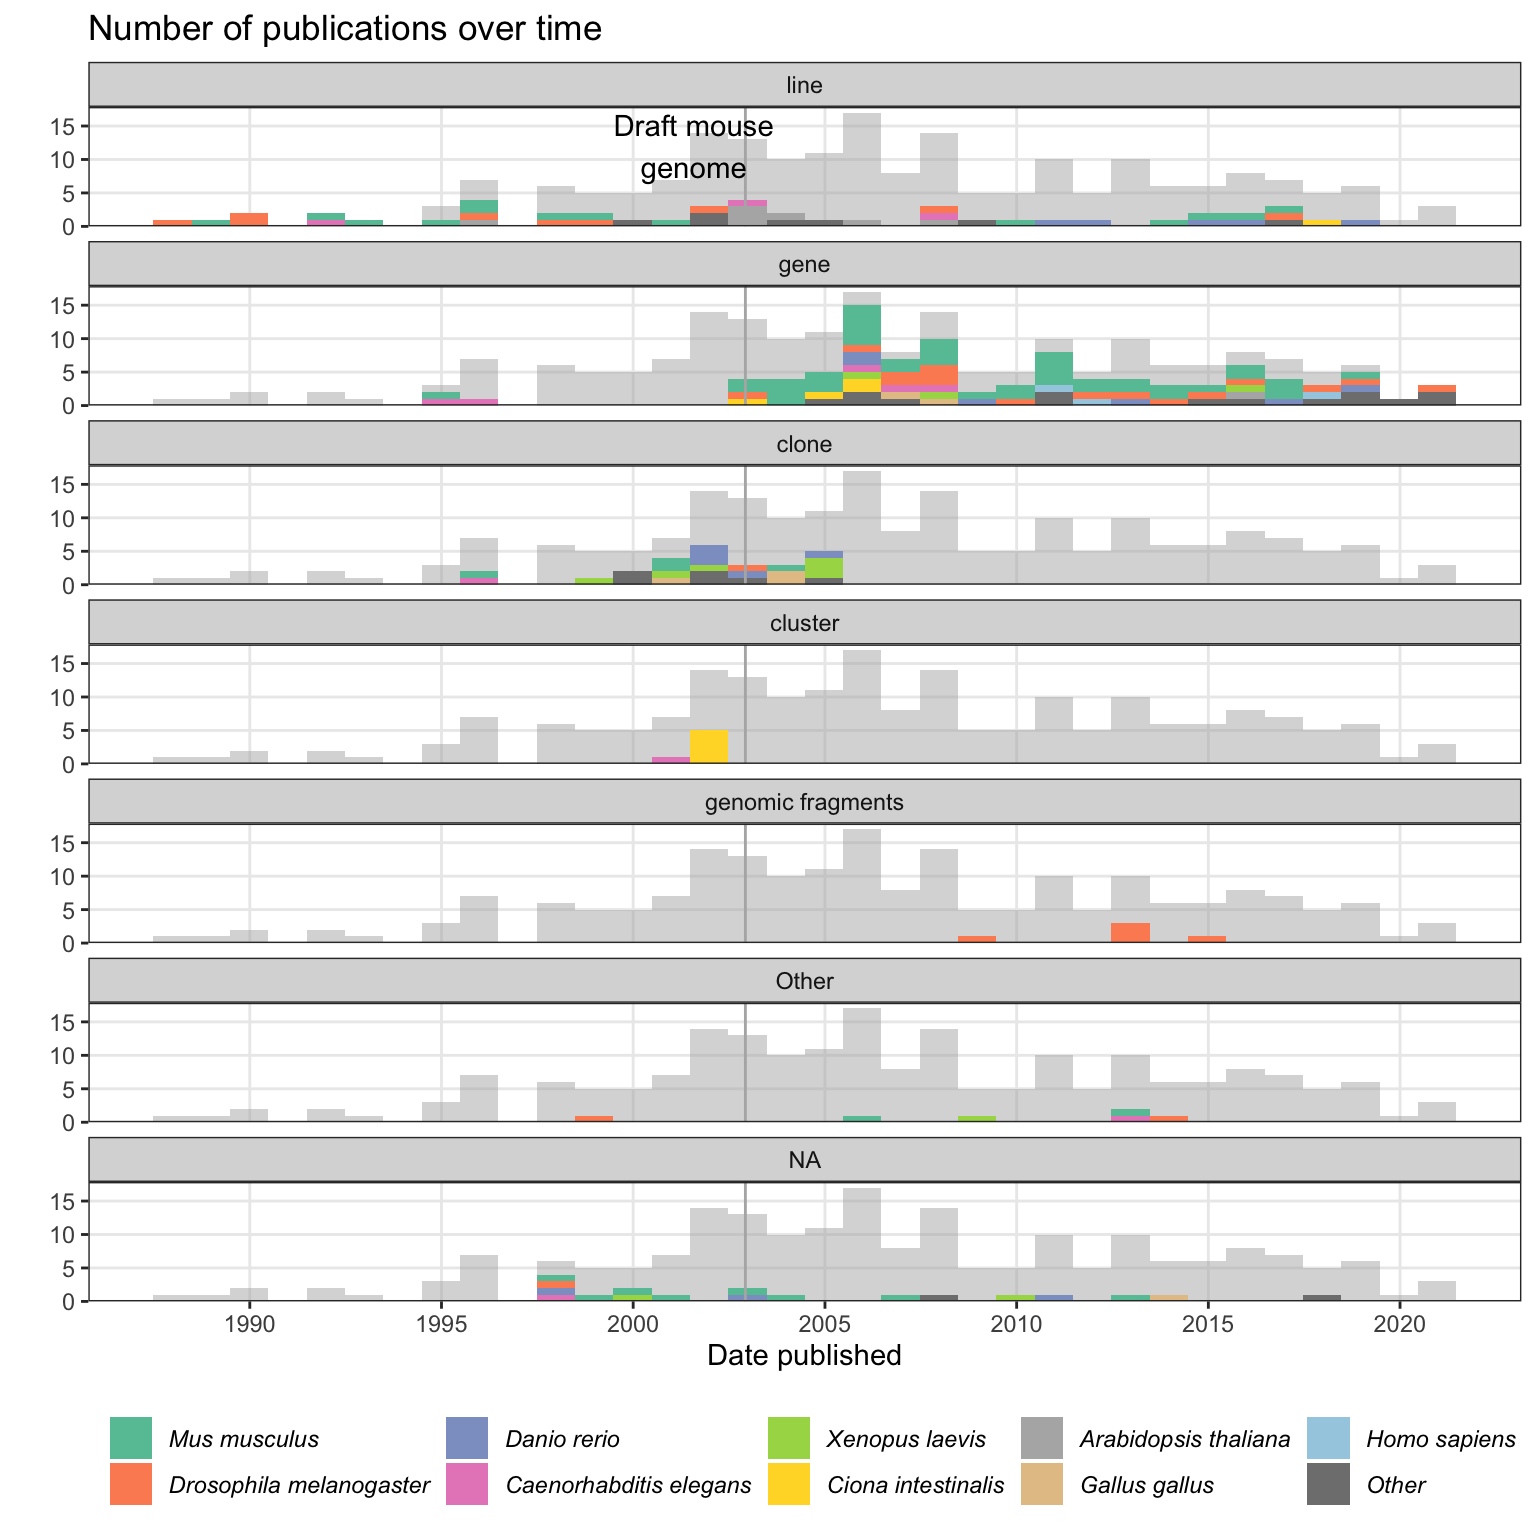 Number of publications over time
line
15
10
5
0
Draft mouse
genome
gene
15
10
5
0
clone
15
10
5
0
cluster
15
10
5
0
genomic fragments
15
10
5
0
Other
15
10
5
0
NA
15
10
5
0
1990 1995 2000 2005 2010 2015 2020
Date published
Mus musculus Danio rerio Xenopus laevis Arabidopsis thaliana Homo sapiens
Drosophila melanogaster Caenorhabditis elegans Ciona intestinalis Gallus gallus Other